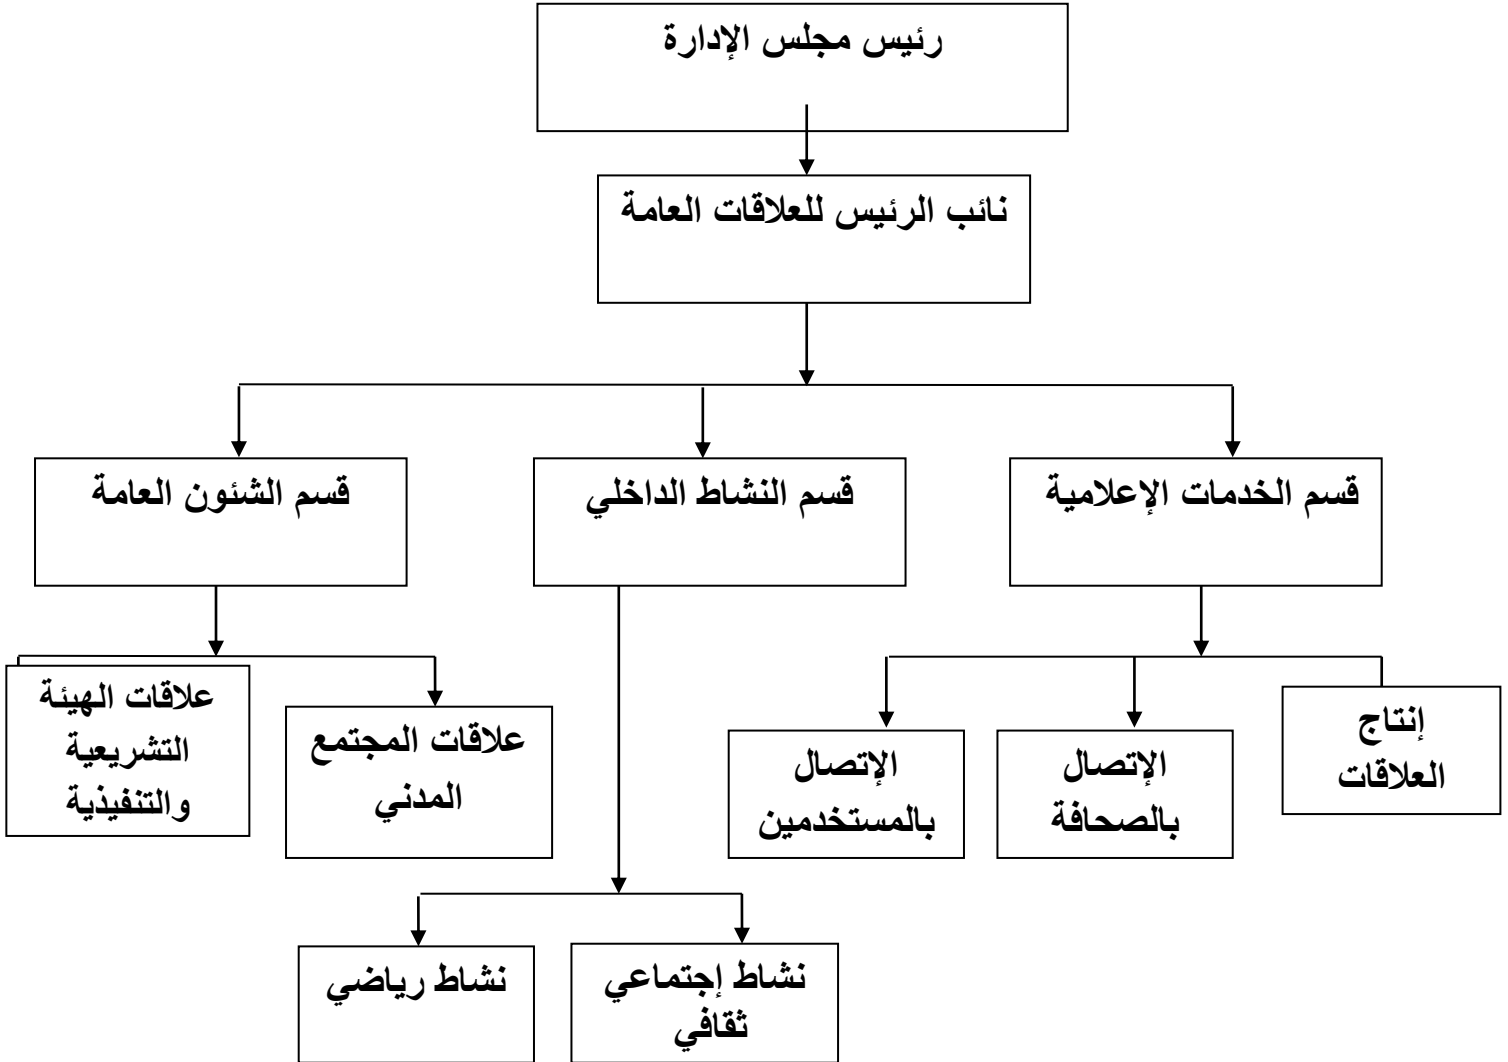 رئيس مجلس الإدارة
نائب الرئيس للعلاقات العامة
قسم الخدمات الإعلامية
قسم النشاط الداخلي
قسم الشئون العامة
إنتاج
العلاقات
الإتصال
بالصحافة
الإتصال
بالمستخدمين
علاقات المجتمع
المدني
علاقات الهيئة
التشريعية
والتنفيذية
نشاط إجتماعي
ثقافي
نشاط رياضي